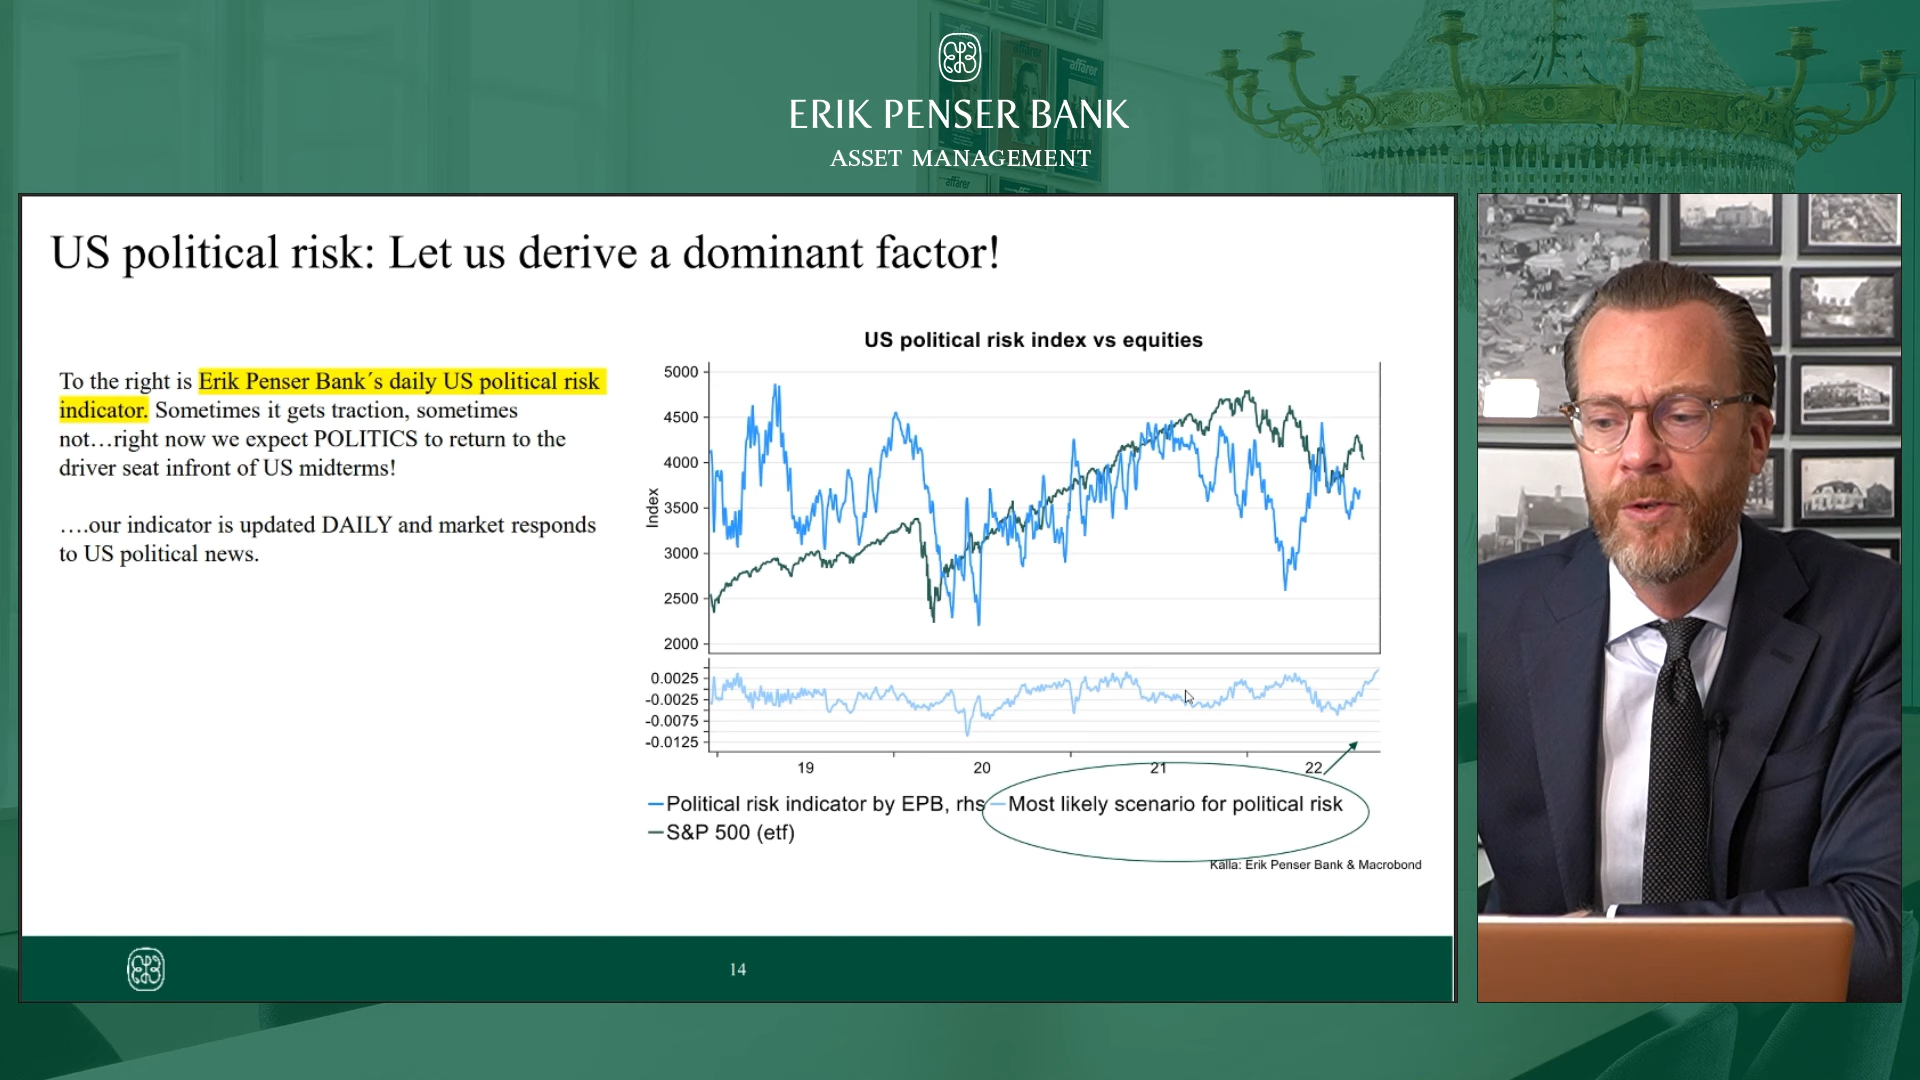 affärer
affärer
affärer
ERIK PENSER BANK
ASSET MANAGEMENT
US political risk: Let us derive a dominant factor!
To the right is Erik Penser Bank´s daily US political risk
indicator. Sometimes it gets traction, sometimes
not…right now we expect POLITICS to return to the
driver seat infront of US midterms!
….our indicator is updated DAILY and market responds
to US political news.
US political risk index vs equities
5000
4500
4000
3500
3000
2500
2000
Index
0.0025
-0.0025
-0.0075
-0.0125
19 20 21 22
Political risk indicator by EPB, rhs Most likely scenario for political risk
S&P 500 (etf)
Källa: Erik Penser Bank & Macrobond
14